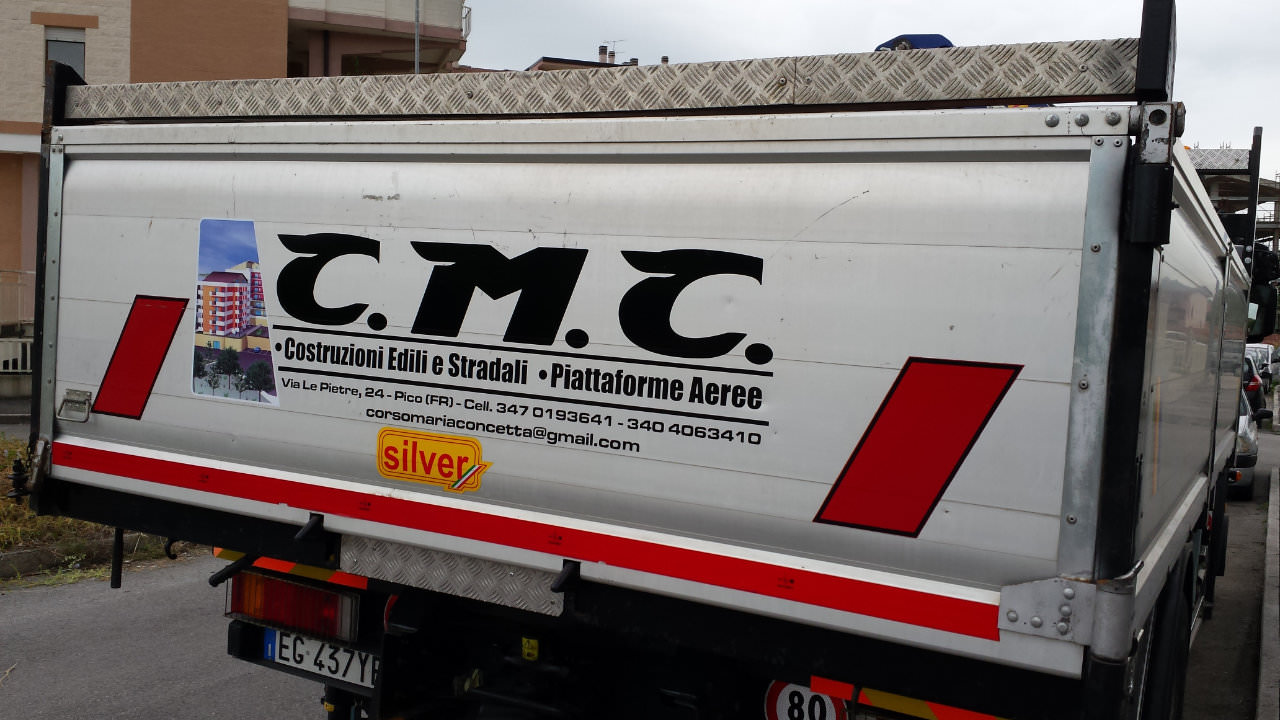 C.M.C.
•Costruzioni Edili e Stradali •Piattaforme Aeree
Via Le Pietre, 24 - Pico (FR) - Cell. 347 0193641 - 340 4063410
corsomariaconcetta@gmail.com
silver
I EG 437YE
80